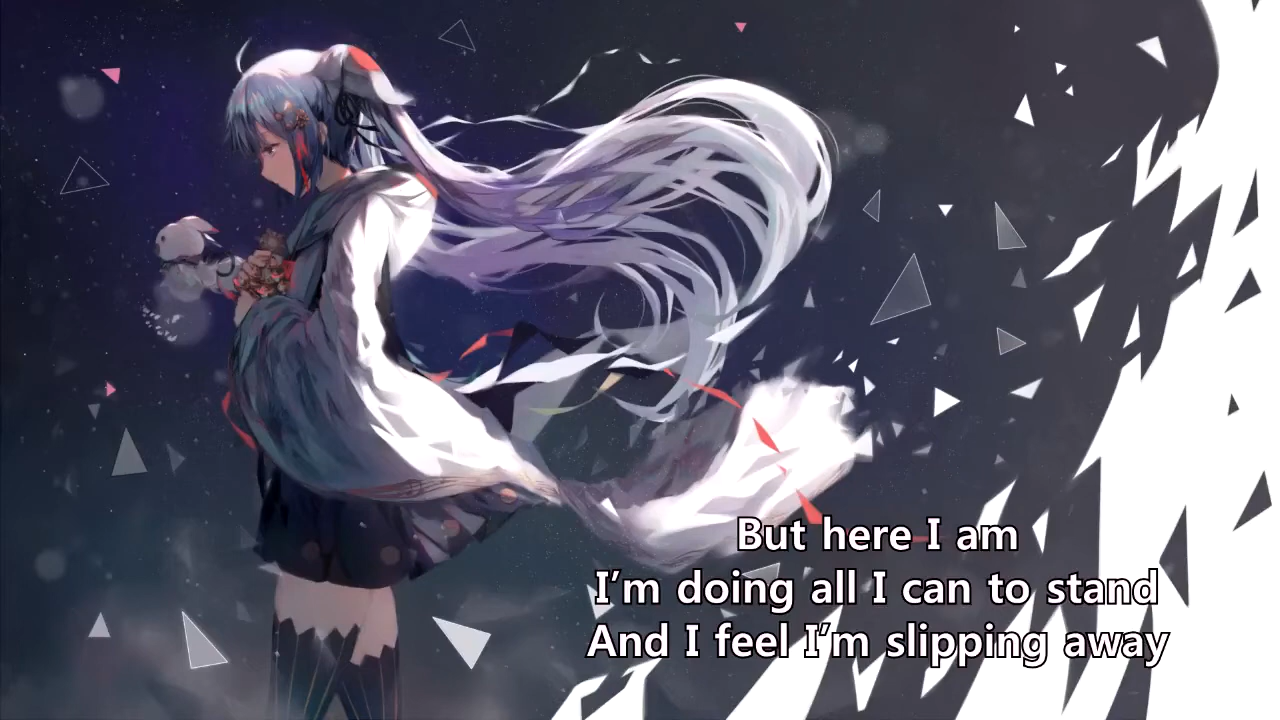 But here I am
I'm doing all I can to stand
And I feel I'm slipping away